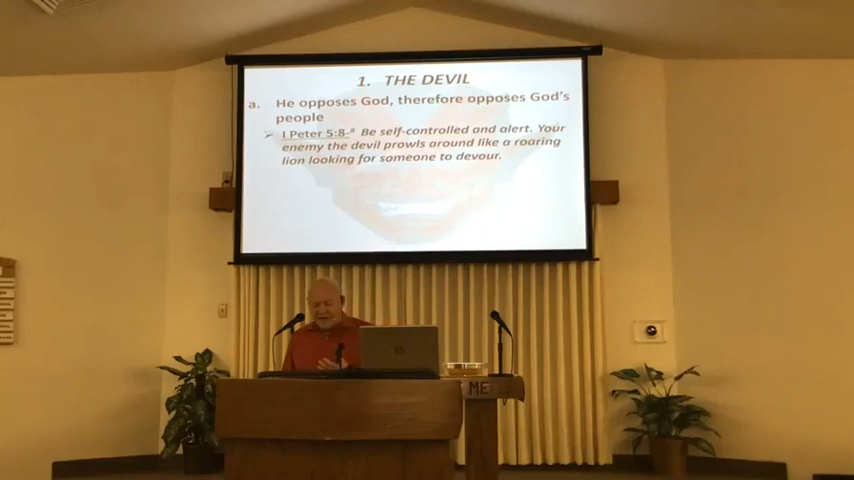 1. THE DEVIL
a. He opposes God, therefore opposes God's
people
➢ I Peter 5:8-⁸ Be self-controlled and alert. Your
enemy the devil prowls around like a roaring
lion looking for someone to devour.
ME